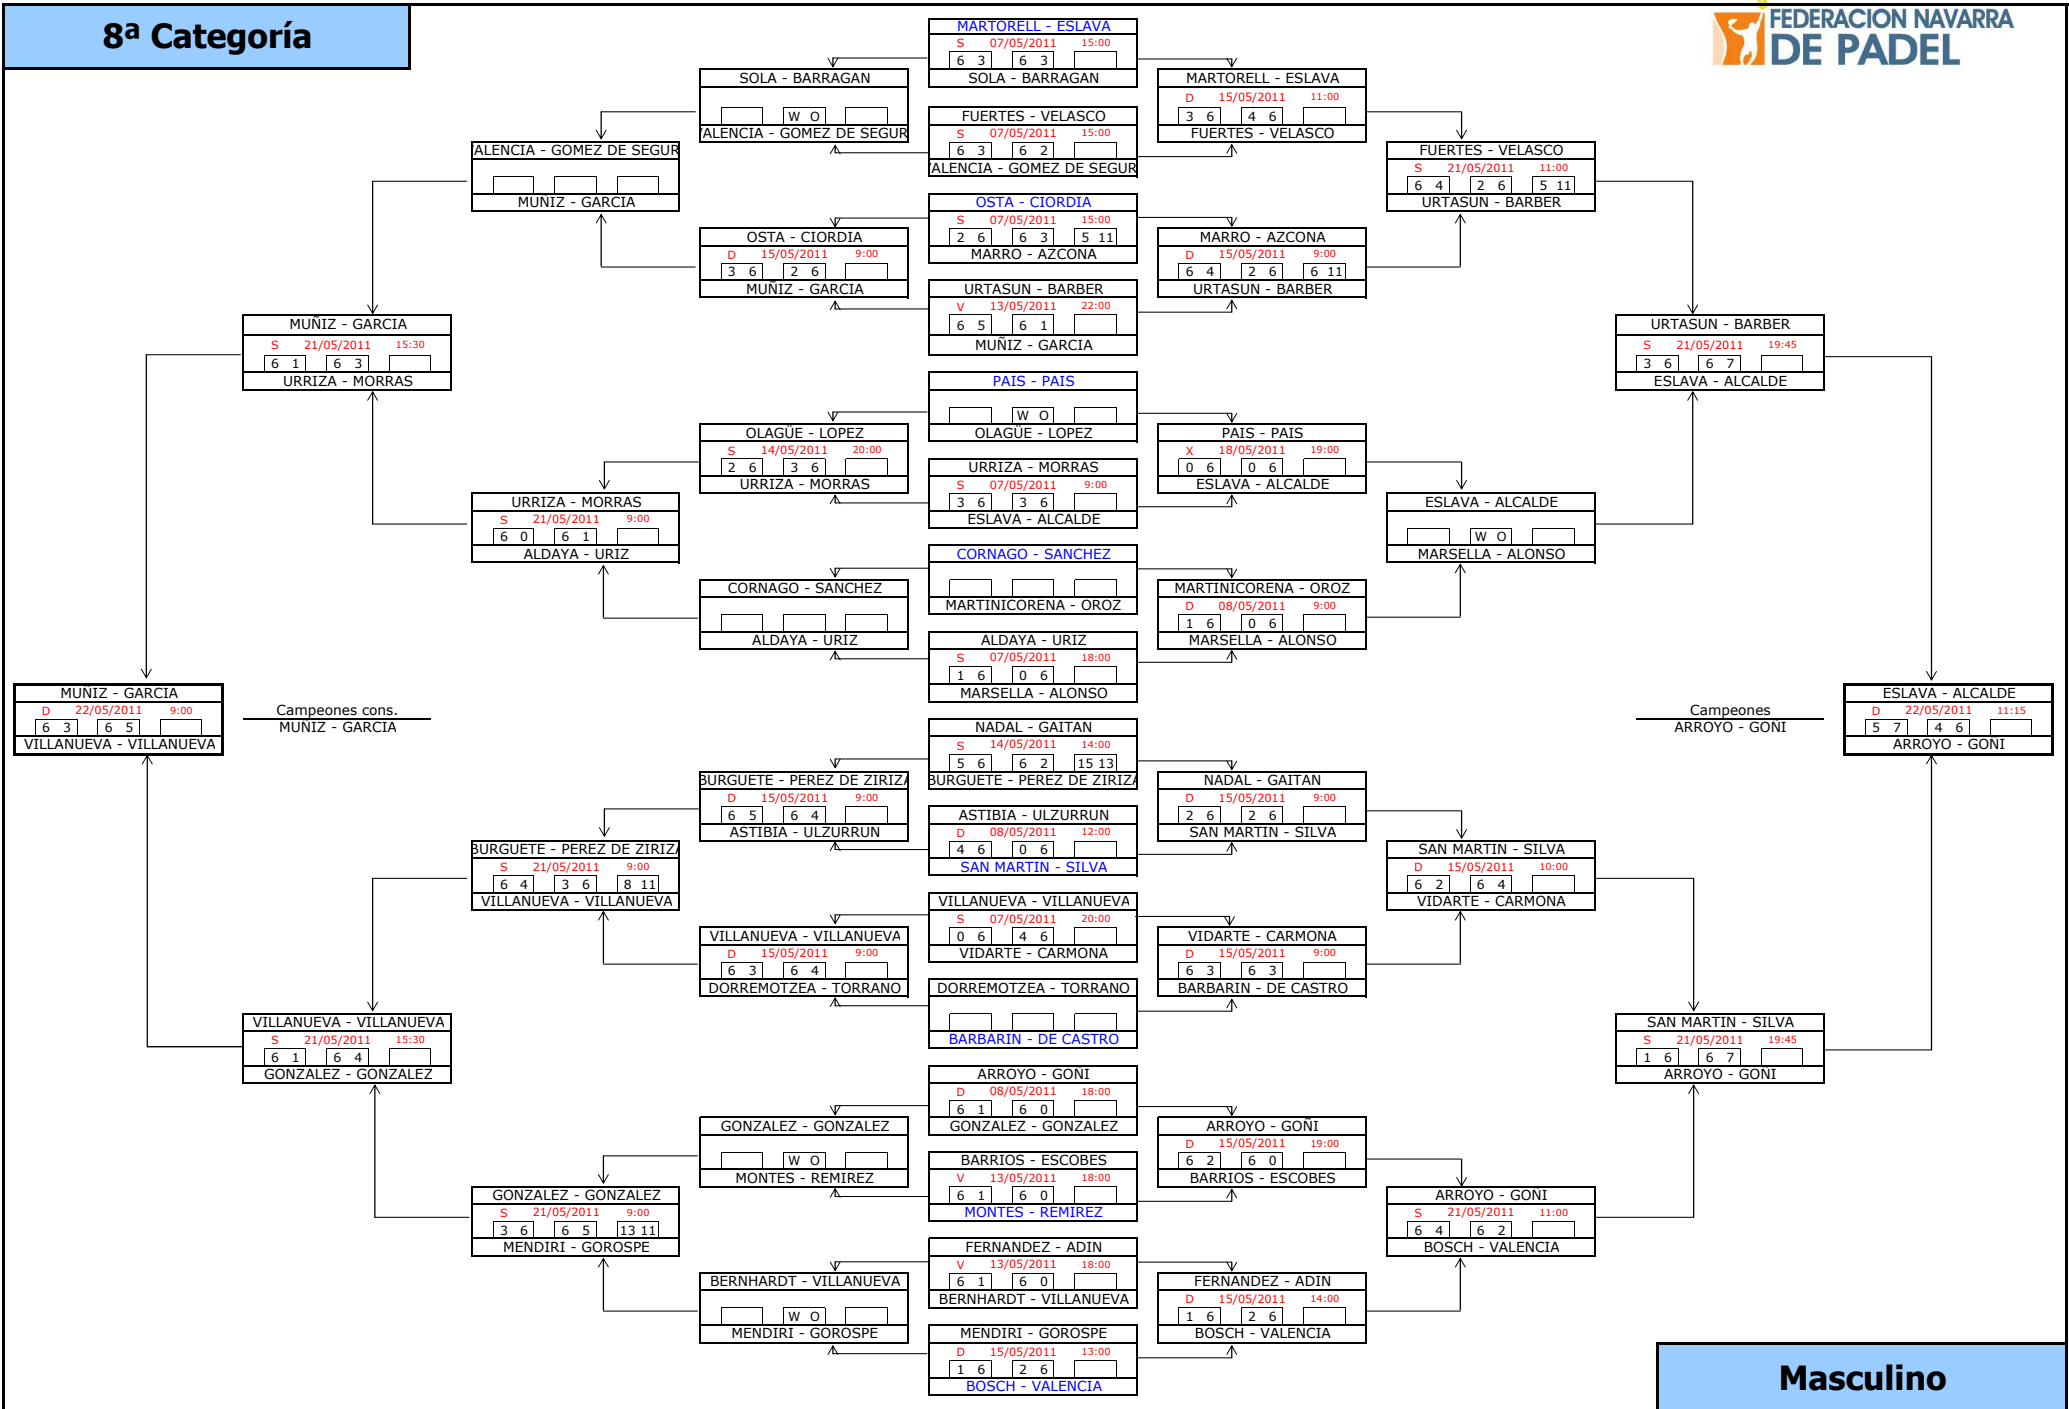 8ª Categoría
FEDERACION NAVARRA
DE PADEL
MARTORELL - ESLAVA
S 07/05/2011 15:00
6 3 6 3
SOLA - BARRAGAN
FUERTES - VELASCO
S 07/05/2011 15:00
6 3 6 2
VALENCIA - GOMEZ DE SEGUR
OSTA - CIORDIA
S 07/05/2011 15:00
2 6 6 3 5 11
MARRO - AZCONA
URTASUN - BARBER
V 13/05/2011 22:00
6 5 6 1
MUÑIZ - GARCIA
PAIS - PAIS
W O
OLAGÜE - LOPEZ
URRIZA - MORRAS
S 07/05/2011 9:00
3 6 3 6
ESLAVA - ALCALDE
CORNAGO - SANCHEZ
MARTINICORENA - OROZ
ALDAYA - URIZ
S 07/05/2011 18:00
1 6 0 6
MARSELLA - ALONSO
NADAL - GAITAN
S 14/05/2011 14:00
5 6 6 2 15 13
BURGUETE - PEREZ DE ZIRIZA
ASTIBIA - ULZURRUN
D 08/05/2011 12:00
4 6 0 6
SAN MARTIN - SILVA
VILLANUEVA - VILLANUEVA
S 07/05/2011 20:00
0 6 4 6
VIDARTE - CARMONA
DORREMOTZEA - TORRANO
BARBARIN - DE CASTRO
ARROYO - GOÑI
D 08/05/2011 18:00
6 1 6 0
GONZALEZ - GONZALEZ
BARRIOS - ESCOBES
V 13/05/2011 18:00
6 1 6 0
MONTES - REMIREZ
FERNANDEZ - ADIN
V 13/05/2011 18:00
6 1 6 0
BERNHARDT - VILLANUEVA
MENDIRI - GOROSPE
D 15/05/2011 13:00
1 6 2 6
BOSCH - VALENCIA
SOLA - BARRAGAN
W O
ALENCIA - GOMEZ DE SEGUR
OSTA - CIORDIA
D 15/05/2011 9:00
3 6 2 6
MUÑIZ - GARCIA
OLAGÜE - LOPEZ
S 14/05/2011 20:00
2 6 3 6
URRIZA - MORRAS
CORNAGO - SANCHEZ
ALDAYA - URIZ
BURGUETE - PEREZ DE ZIRIZA
D 15/05/2011 9:00
6 5 6 4
ASTIBIA - ULZURRUN
VILLANUEVA - VILLANUEVA
D 15/05/2011 9:00
6 3 6 4
DORREMOTZEA - TORRANO
GONZALEZ - GONZALEZ
W O
MONTES - REMIREZ
BERNHARDT - VILLANUEVA
W O
MENDIRI - GOROSPE
ALENCIA - GOMEZ DE SEGUR
MUÑIZ - GARCIA
URRIZA - MORRAS
S 21/05/2011 9:00
6 0 6 1
ALDAYA - URIZ
BURGUETE - PEREZ DE ZIRIZA
S 21/05/2011 9:00
6 4 3 6 8 11
VILLANUEVA - VILLANUEVA
GONZALEZ - GONZALEZ
S 21/05/2011 9:00
3 6 6 5 13 11
MENDIRI - GOROSPE
MUÑIZ - GARCIA
S 21/05/2011 15:30
6 1 6 3
URRIZA - MORRAS
VILLANUEVA - VILLANUEVA
S 21/05/2011 15:30
6 1 6 4
GONZALEZ - GONZALEZ
MUÑIZ - GARCIA
D 22/05/2011 9:00
6 3 6 5
VILLANUEVA - VILLANUEVA
Campeones cons.
MUÑIZ - GARCIA
MARTORELL - ESLAVA
D 15/05/2011 11:00
3 6 4 6
FUERTES - VELASCO
MARRO - AZCONA
D 15/05/2011 9:00
6 4 2 6 6 11
URTASUN - BARBER
PAIS - PAIS
X 18/05/2011 19:00
0 6 0 6
ESLAVA - ALCALDE
MARTINICORENA - OROZ
D 08/05/2011 9:00
1 6 0 6
MARSELLA - ALONSO
NADAL - GAITAN
D 15/05/2011 9:00
2 6 2 6
SAN MARTIN - SILVA
VIDARTE - CARMONA
D 15/05/2011 9:00
6 3 6 3
BARBARIN - DE CASTRO
ARROYO - GOÑI
D 15/05/2011 19:00
6 2 6 0
BARRIOS - ESCOBES
FERNANDEZ - ADIN
D 15/05/2011 14:00
1 6 2 6
BOSCH - VALENCIA
FUERTES - VELASCO
S 21/05/2011 11:00
6 4 2 6 5 11
URTASUN - BARBER
ESLAVA - ALCALDE
W O
MARSELLA - ALONSO
SAN MARTIN - SILVA
D 15/05/2011 10:00
6 2 6 4
VIDARTE - CARMONA
ARROYO - GOÑI
S 21/05/2011 11:00
6 4 6 2
BOSCH - VALENCIA
URTASUN - BARBER
S 21/05/2011 19:45
3 6 6 7
ESLAVA - ALCALDE
SAN MARTIN - SILVA
S 21/05/2011 19:45
1 6 6 7
ARROYO - GOÑI
Campeones
ARROYO - GOÑI
ESLAVA - ALCALDE
D 22/05/2011 11:15
5 7 4 6
ARROYO - GOÑI
Masculino